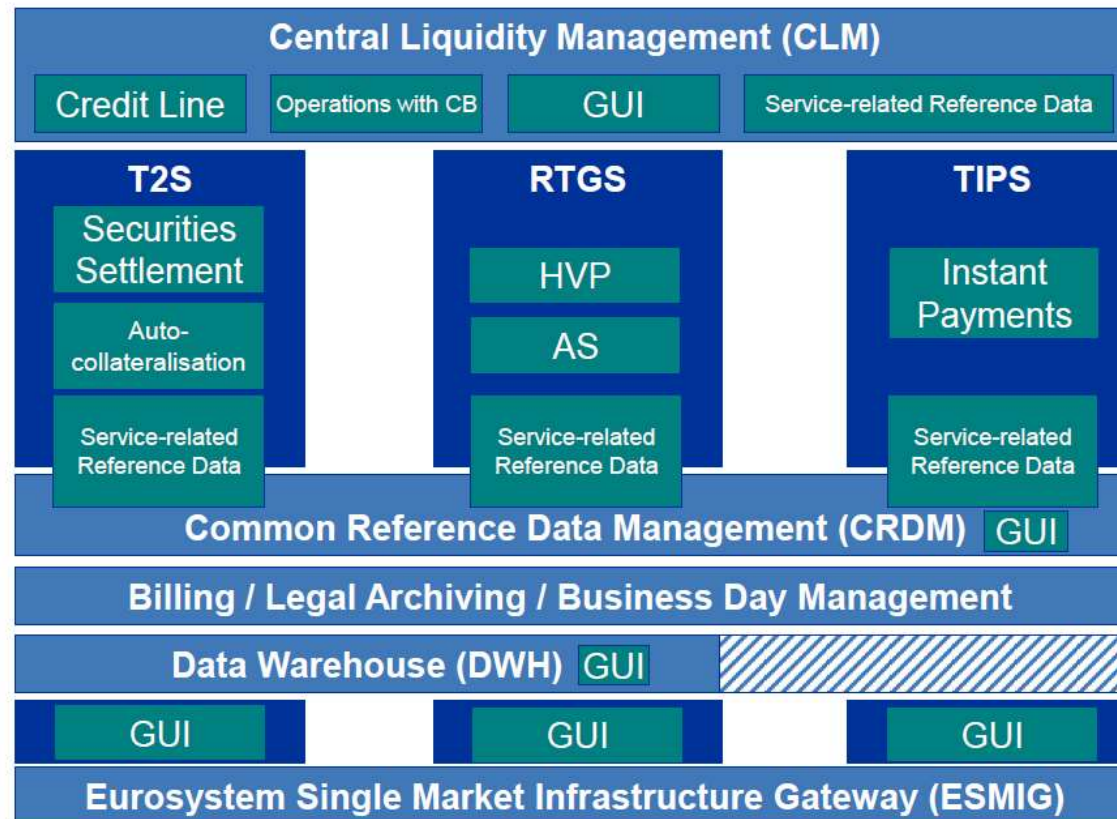 Central Liquidity Management (CLM)
Credit Line
Operations with CB
GUI
Service-related Reference Data
T2S
Securities
Settlement
Auto-
collateralisation
Service-related
Reference Data
RTGS
HVP
AS
Service-related
Reference Data
TIPS
Instant
Payments
Service-related
Reference Data
Common Reference Data Management (CRDM)
GUI
Billing / Legal Archiving / Business Day Management
Data Warehouse (DWH)
GUI
GUI
GUI
GUI
Eurosystem Single Market Infrastructure Gateway (ESMIG)